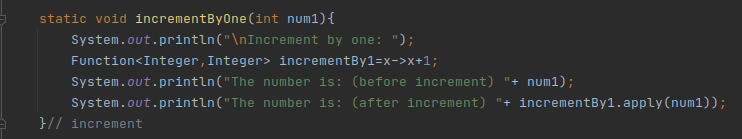 static void incrementByOne(int num1){
System.out.println("\nIncrement by one: ");
Function<Integer,Integer> incrementBy1=x->x+1;
System.out.println("The number is: (before increment) "+ num1);
System.out.println("The number is: (after increment) "+ incrementBy1.apply(num1));
}// increment